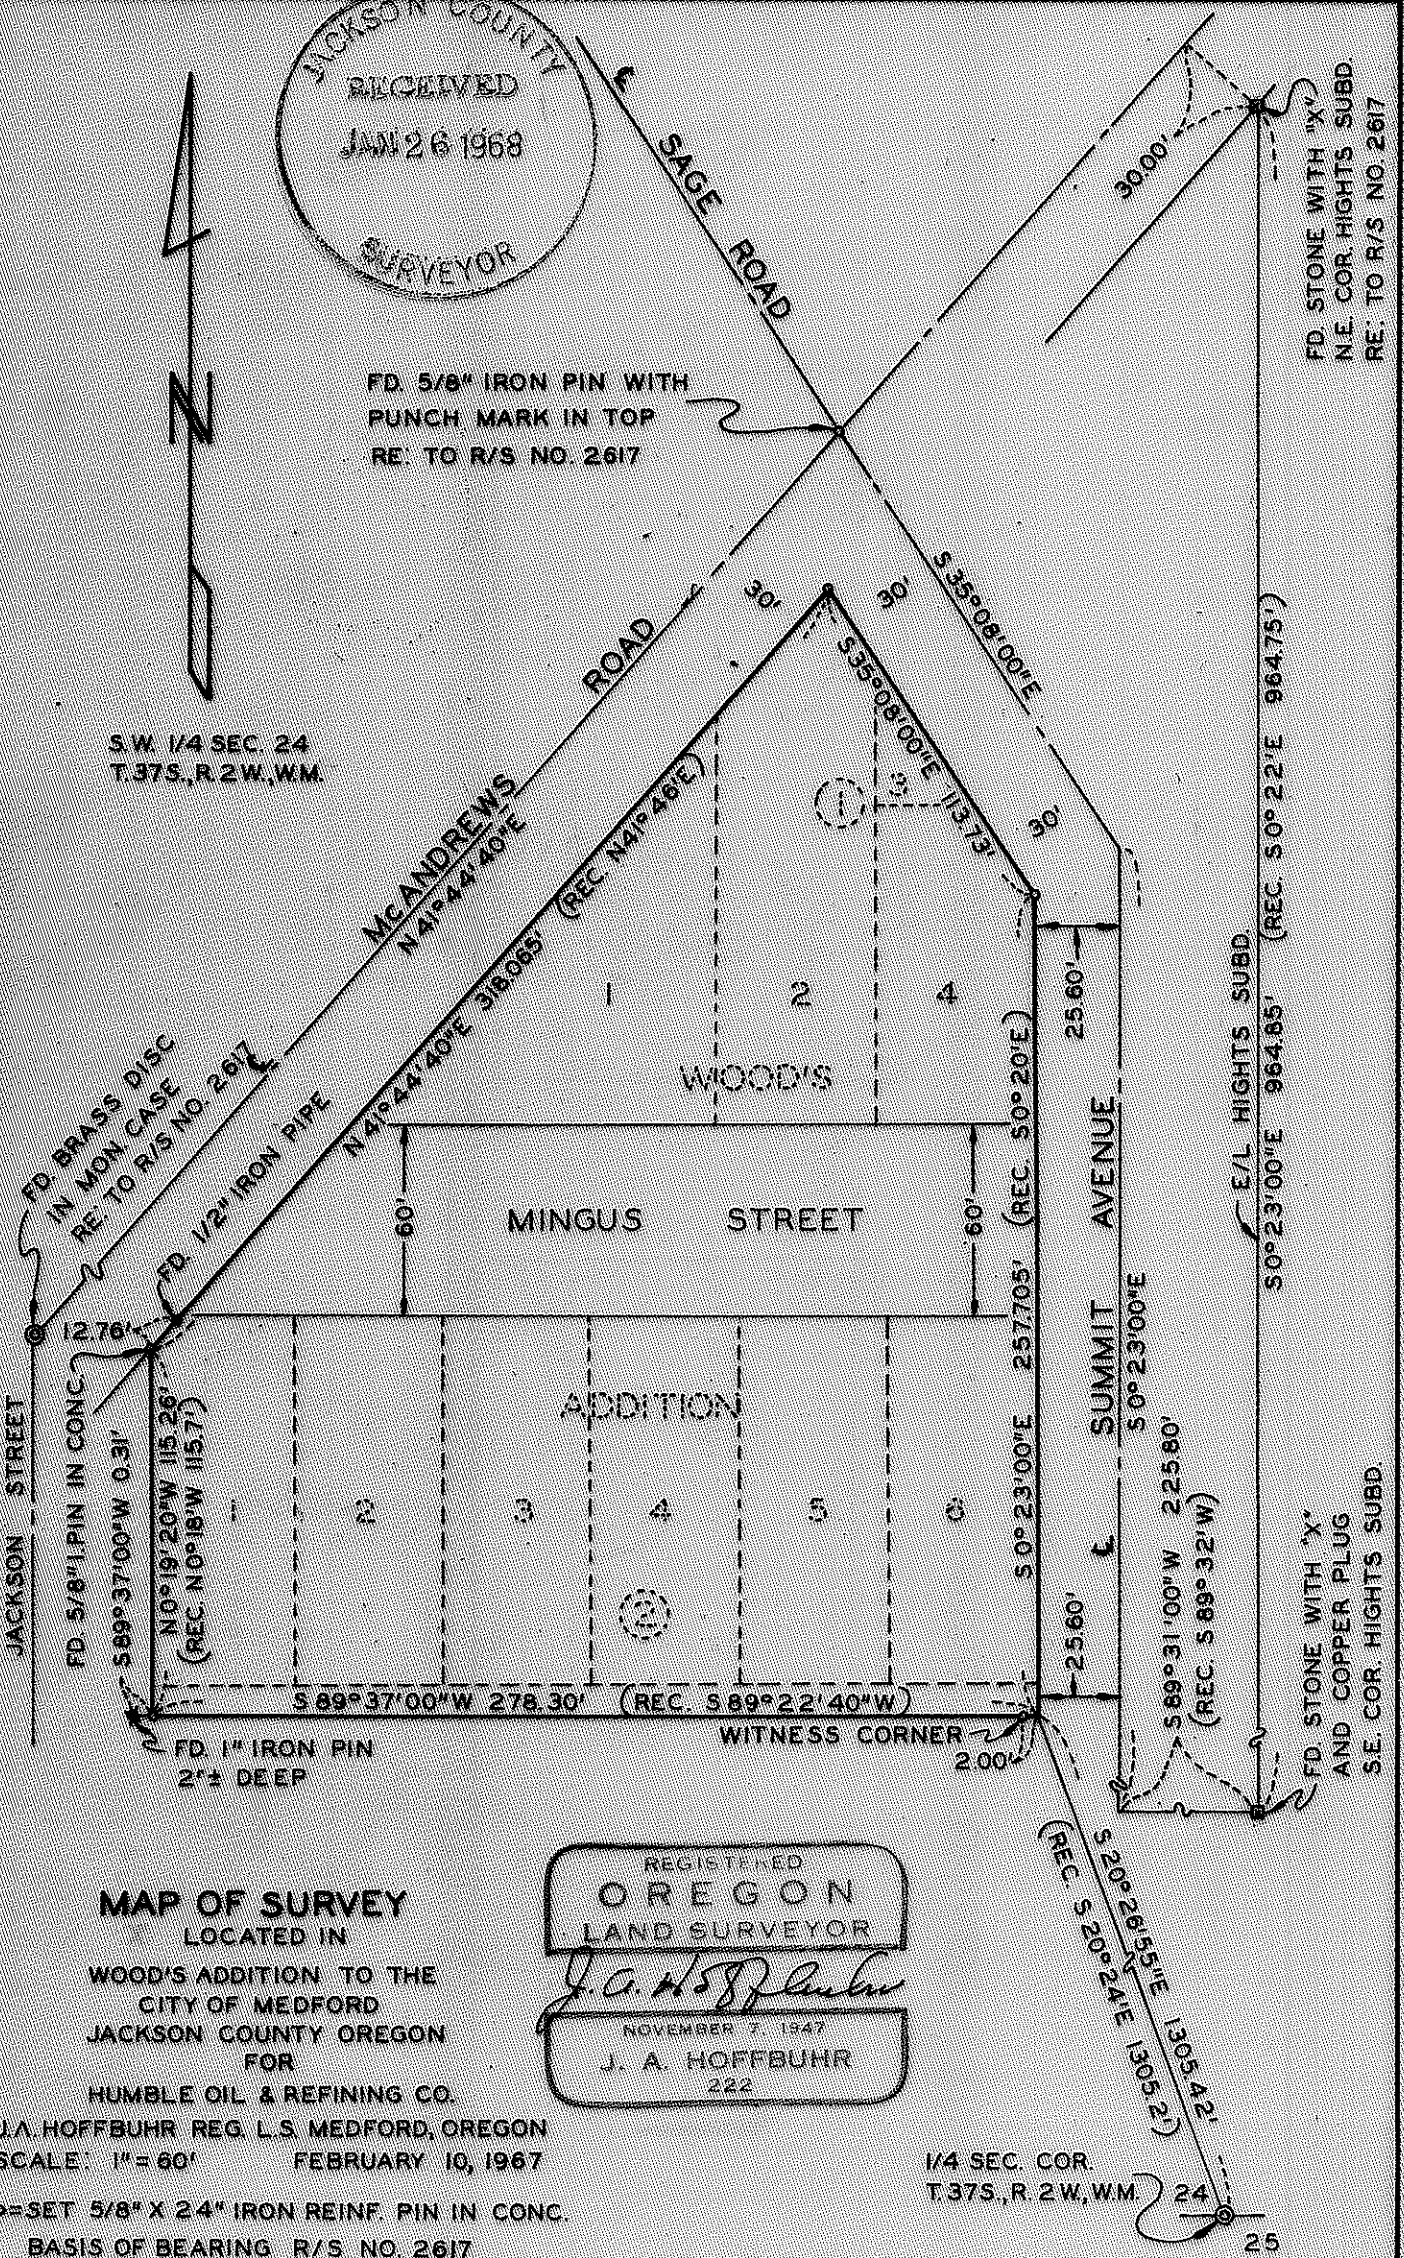 JACKSON COUNTY
RECEIVED
JAN 26 1968
SURVEYOR
N
SAGE ROAD
30.00'
FD. STONE WITH "X"
N.E. COR. HIGHTS SUBD.
RE: TO R/S NO. 2617
FD. 5/8" IRON PIN WITH
PUNCH MARK IN TOP
RE: TO R/S NO. 2617
S.W. 1/4 SEC. 24
T.37S.,R.2W.,W.M.
McANDREWS ROAD
N 41°44'40"E
30'
30'
S 35°08'00"E
S 35°08'00"E 113.73'
30'
N 41°44'40"E 318.065' (REC. N41°46'E)
1
3
1
2
4
WOOD'S
25.60'
E/L HIGHTS SUBD.
S 0°23'00"E 964.85' (REC. S0°22'E 964.75')
FD. BRASS DISC
IN MON CASE
RE: TO R/S NO. 2617
FD. 1/2" IRON PIPE
60'
MINGUS STREET
60'
S 0°23'00"E 257.705' (REC. S0°20'E)
SUMMIT AVENUE
S 0°23'00"E
12.76'
JACKSON STREET
FD. 5/8" I.PIN IN CONC.
S 89°37'00"W 0.31'
N 0°19'20"W 115.26'
(REC. N0°18'W 115.7')
ADDITION
1
2
3
4
5
6
2
25.60'
S 89°31'00"W 225.80'
(REC. S 89°32'W)
FD. STONE WITH "X"
AND COPPER PLUG
S.E. COR. HIGHTS SUBD.
S 89°37'00"W 278.30' (REC. S 89°22'40"W)
FD. 1" IRON PIN
2"± DEEP
WITNESS CORNER
2.00'
S 20°26'55"E 1305.42'
(REC. S 20°24'E 1305.2')
MAP OF SURVEY
LOCATED IN
WOOD'S ADDITION TO THE
CITY OF MEDFORD
JACKSON COUNTY OREGON
FOR
HUMBLE OIL & REFINING CO.
J.A. HOFFBUHR REG. L.S. MEDFORD, OREGON
SCALE: 1" = 60' FEBRUARY 10, 1967
=SET 5/8" X 24" IRON REINF. PIN IN CONC.
BASIS OF BEARING R/S NO. 2617
REGISTERED
OREGON
LAND SURVEYOR
J.A. Hoffbuhr
NOVEMBER 7, 1947
J. A. HOFFBUHR
222
1/4 SEC. COR.
T.37S.,R.2W.,W.M.
24
25